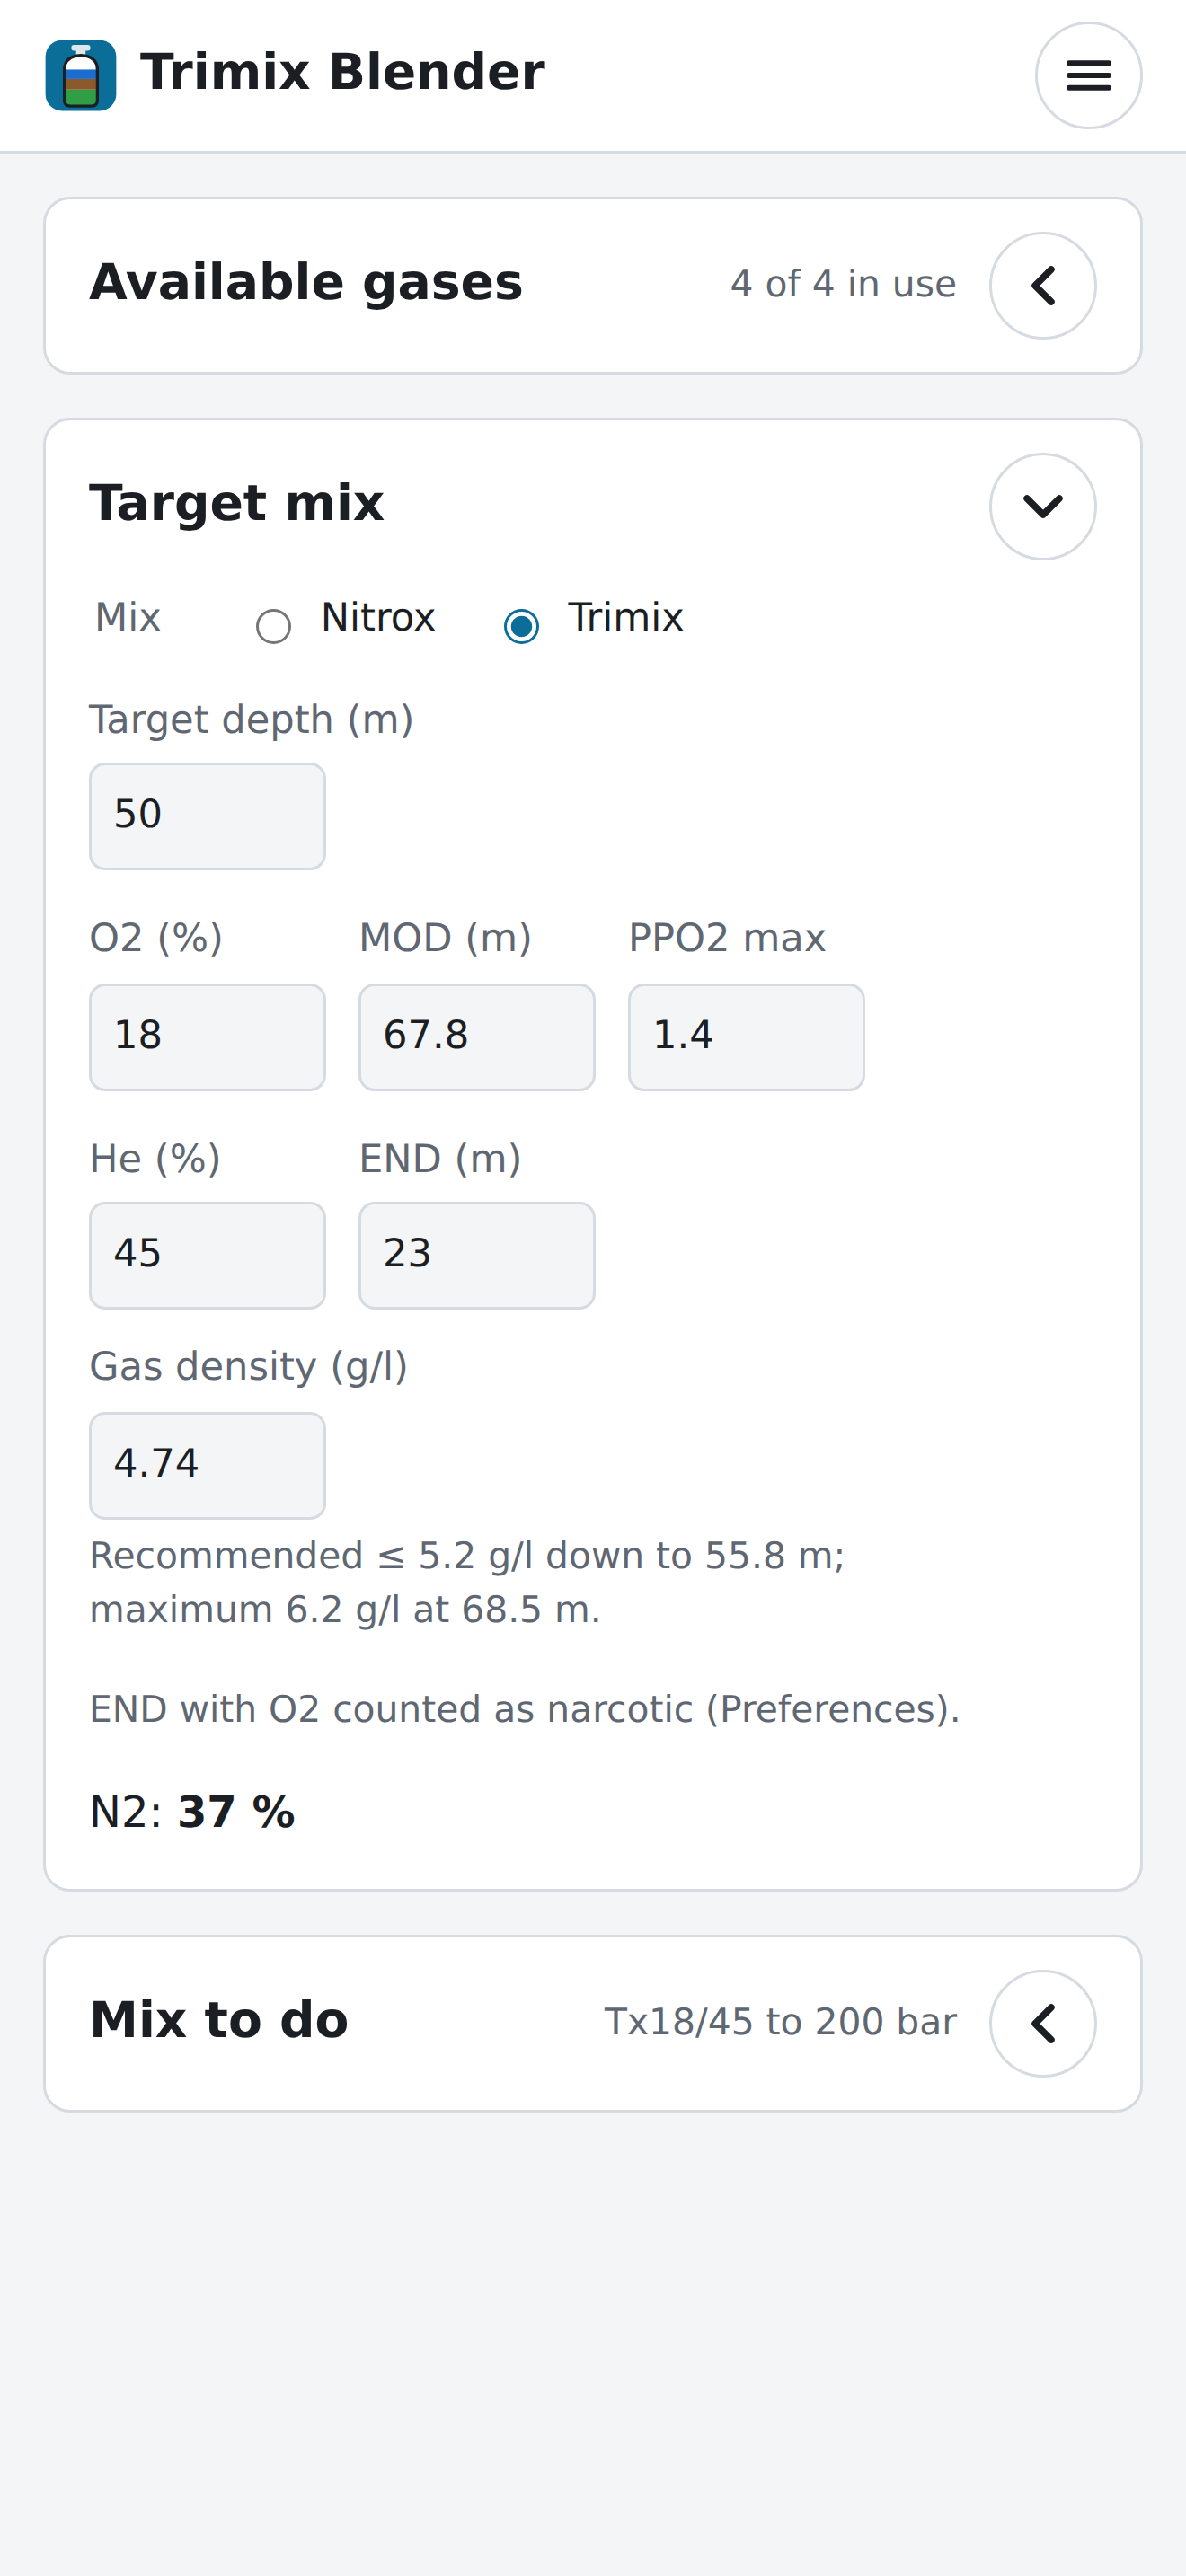 Trimix Blender
Available gases 4 of 4 in use
Target mix
Mix Nitrox Trimix
Target depth (m)
50
O2 (%) MOD (m) PPO2 max
18 67.8 1.4
He (%) END (m)
45 23
Gas density (g/l)
4.74
Recommended ≤ 5.2 g/l down to 55.8 m;
maximum 6.2 g/l at 68.5 m.
END with O2 counted as narcotic (Preferences).
N2: 37 %
Mix to do Tx18/45 to 200 bar